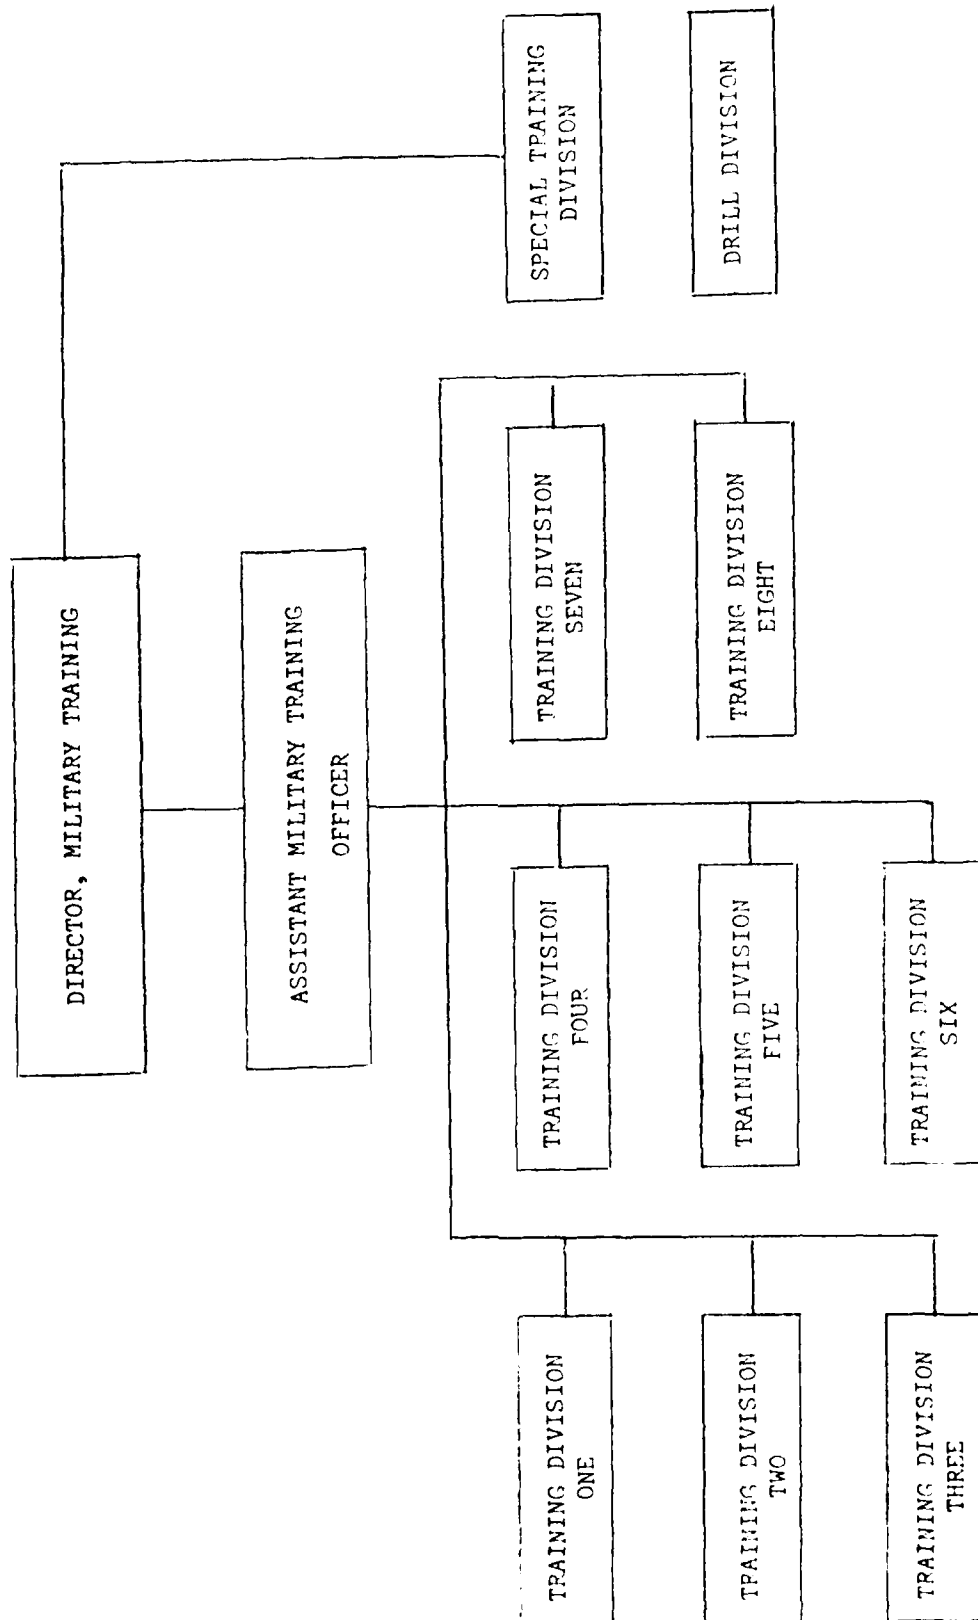 DIRECTOR, MILITARY TRAINING
ASSISTANT MILITARY TRAINING
OFFICER
TRAINING DIVISION
ONE
TRAINING DIVISION
TWO
TRAINING DIVISION
THREE
TRAINING DIVISION
FOUR
TRAINING DIVISION
FIVE
TRAINING DIVISION
SIX
TRAINING DIVISION
SEVEN
TRAINING DIVISION
EIGHT
SPECIAL TRAINING
DIVISION
DRILL DIVISION